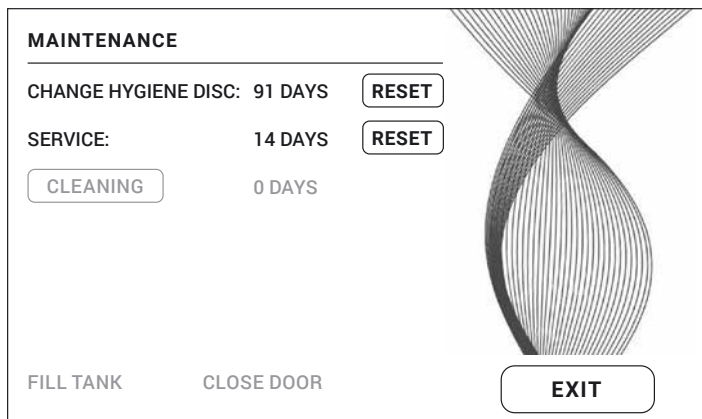 MAINTENANCE
CHANGE HYGIENE DISC: 91 DAYS RESET
SERVICE: 14 DAYS RESET
CLEANING 0 DAYS
FILL TANK CLOSE DOOR EXIT